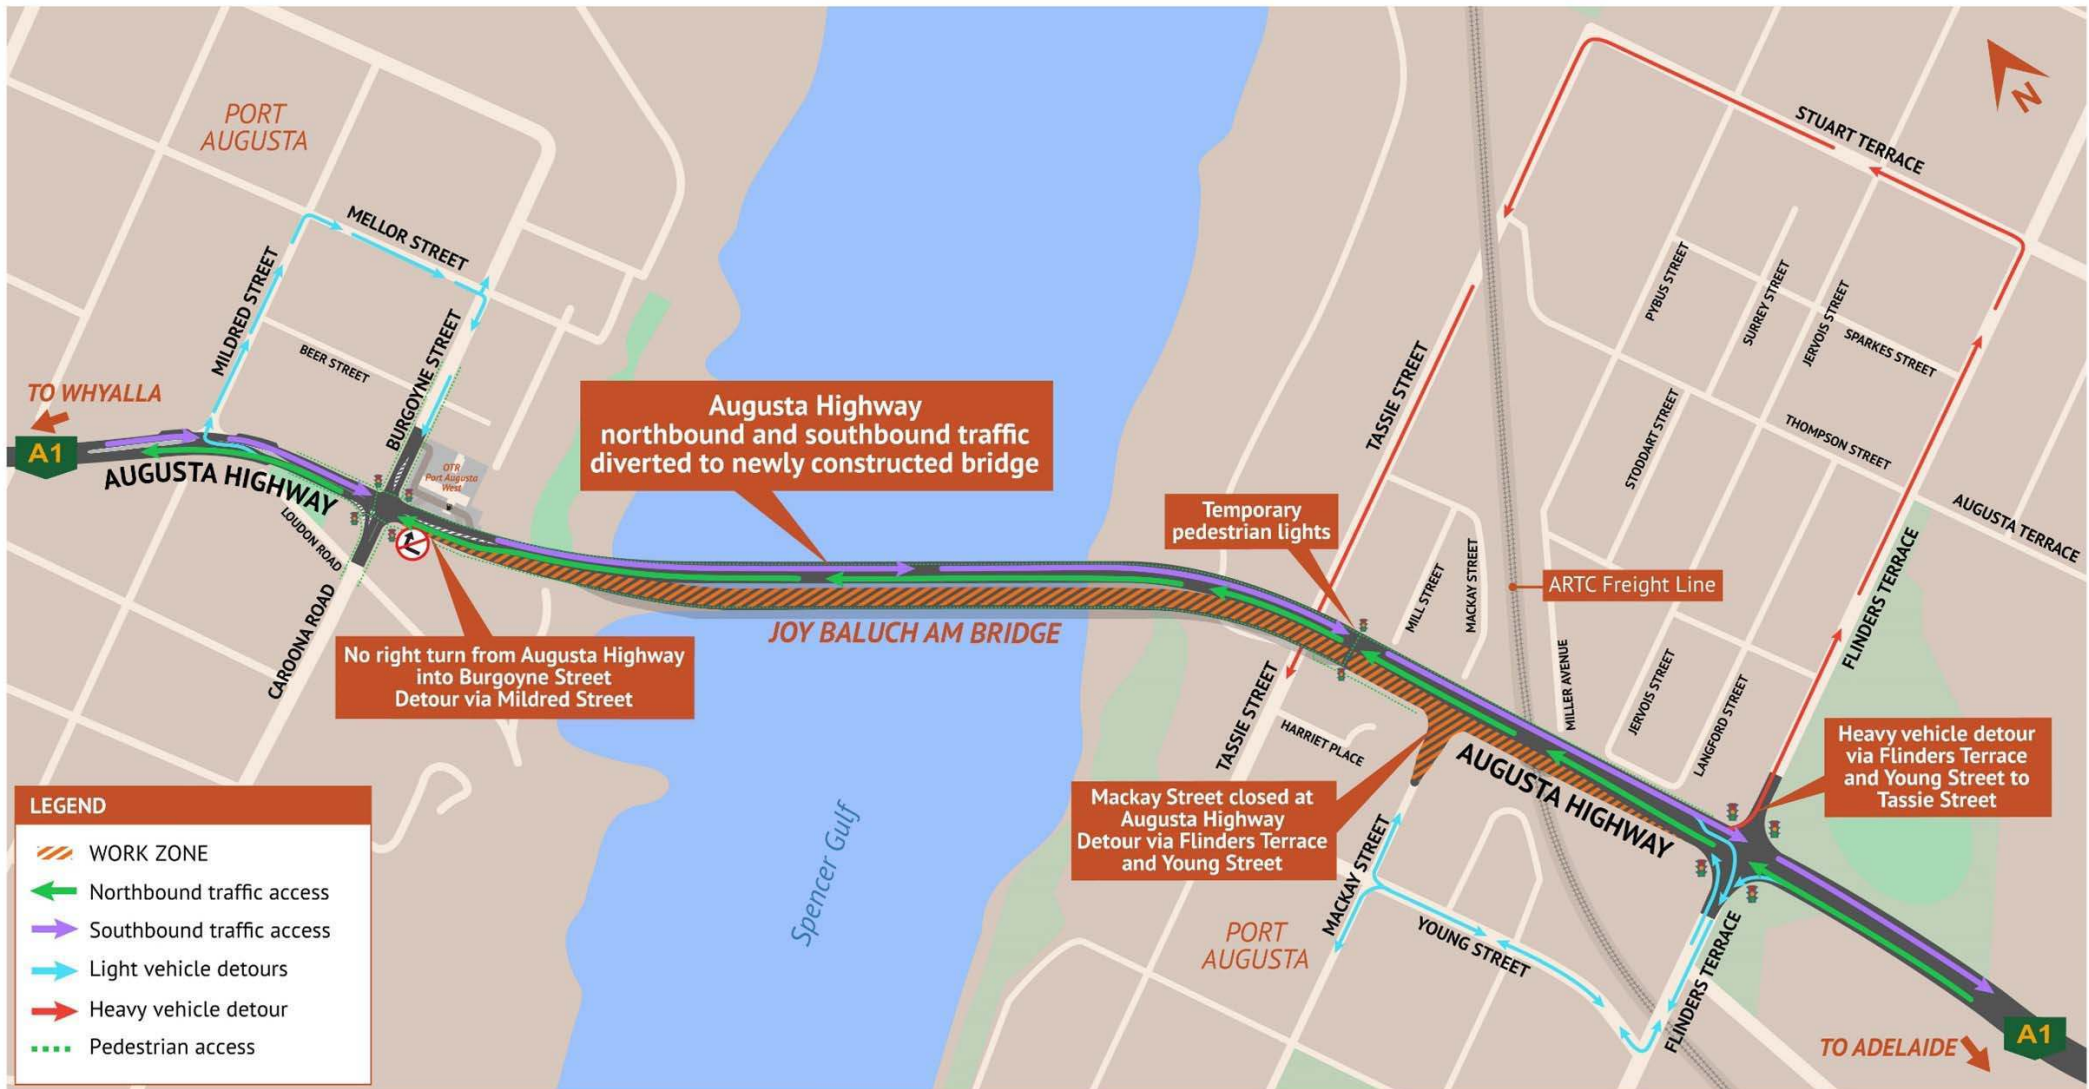 PORT
AUGUSTA
N
STUART TERRACE
MELLOR STREET
MILDRED STREET
BEER STREET
BURGOYNE STREET
TO WHYALLA
A1
AUGUSTA HIGHWAY
LOUDON ROAD
CAROONA ROAD
OTR
Port Augusta
West
Augusta Highway
northbound and southbound traffic
diverted to newly constructed bridge
JOY BALUCH AM BRIDGE
No right turn from Augusta Highway
into Burgoyne Street
Detour via Mildred Street
Spencer Gulf
Temporary
pedestrian lights
TASSIE STREET
MILL STREET
MACKAY STREET
ARTC Freight Line
PYBUS STREET
SURREY STREET
JERVOIS STREET
SPARKES STREET
STODDART STREET
THOMPSON STREET
AUGUSTA TERRACE
FLINDERS TERRACE
MILLER AVENUE
JERVOIS STREET
LANGFORD STREET
TASSIE STREET
HARRIET PLACE
AUGUSTA HIGHWAY
Heavy vehicle detour
via Flinders Terrace
and Young Street to
Tassie Street
Mackay Street closed at
Augusta Highway
Detour via Flinders Terrace
and Young Street
MACKAY STREET
PORT
AUGUSTA
YOUNG STREET
FLINDERS TERRACE
TO ADELAIDE
A1
LEGEND
WORK ZONE
Northbound traffic access
Southbound traffic access
Light vehicle detours
Heavy vehicle detour
Pedestrian access